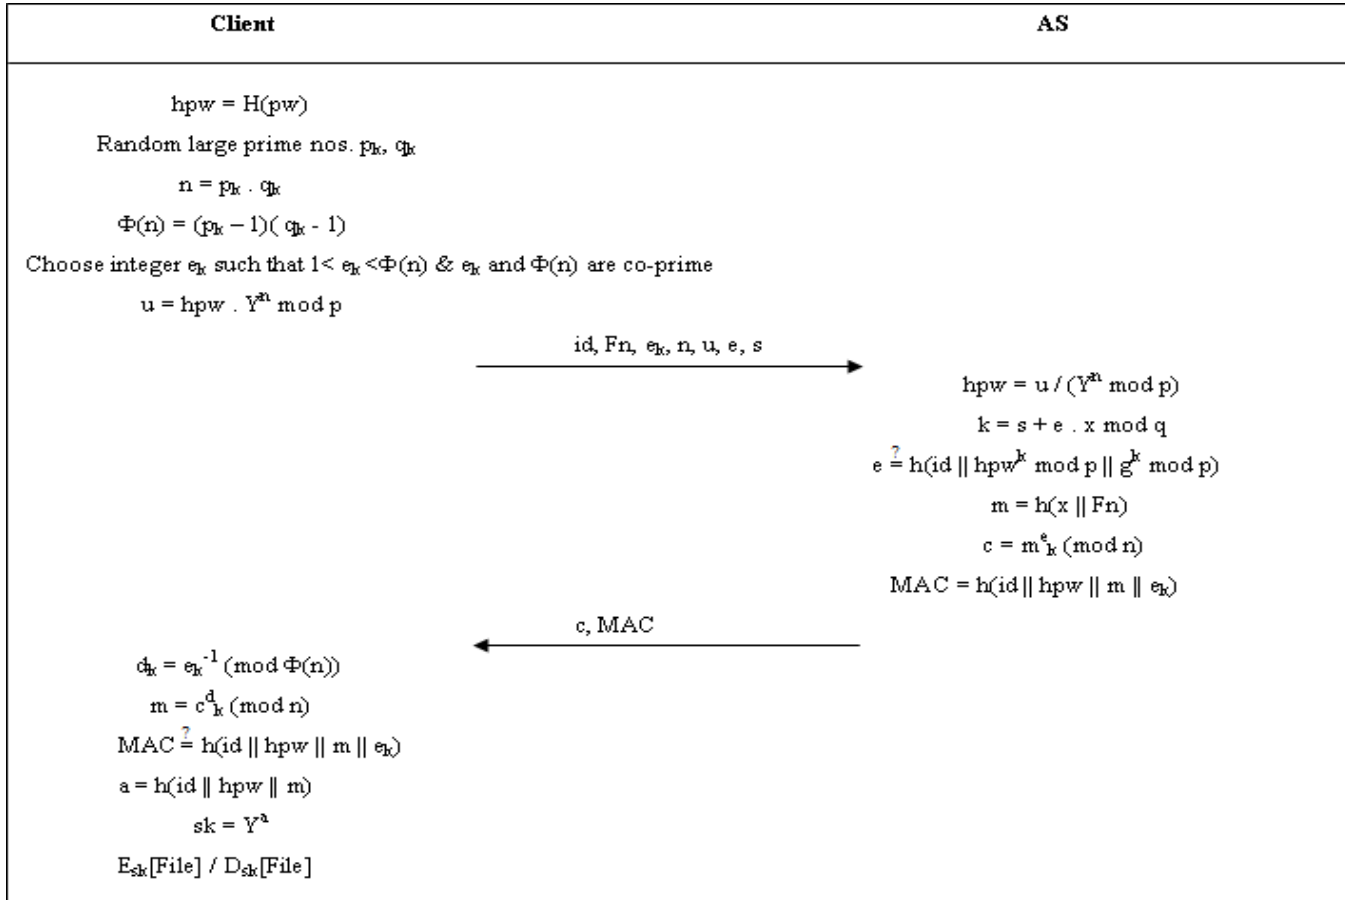 Client AS
hpw = H(pw)
Random large prime nos. pₖ, qₖ
n = pₖ . qₖ
Φ(n) = (pₖ – 1)( qₖ - 1)
Choose integer eₖ such that 1< eₖ <Φ(n) & eₖ and Φ(n) are co-prime
u = hpw . Yⁿ mod p
id, Fn, eₖ, n, u, e, s
hpw = u / (Yⁿ mod p)
k = s + e . x mod q
e ≟ h(id || hpwᵏ mod p || gᵏ mod p)
m = h(x || Fn)
c = mᵉₖ (mod n)
MAC = h(id || hpw || m || eₖ)
c, MAC
dₖ = eₖ⁻¹ (mod Φ(n))
m = cᵈₖ (mod n)
MAC ≟ h(id || hpw || m || eₖ)
a = h(id || hpw || m)
sk = Yᵃ
Eₛₖ[File] / Dₛₖ[File]